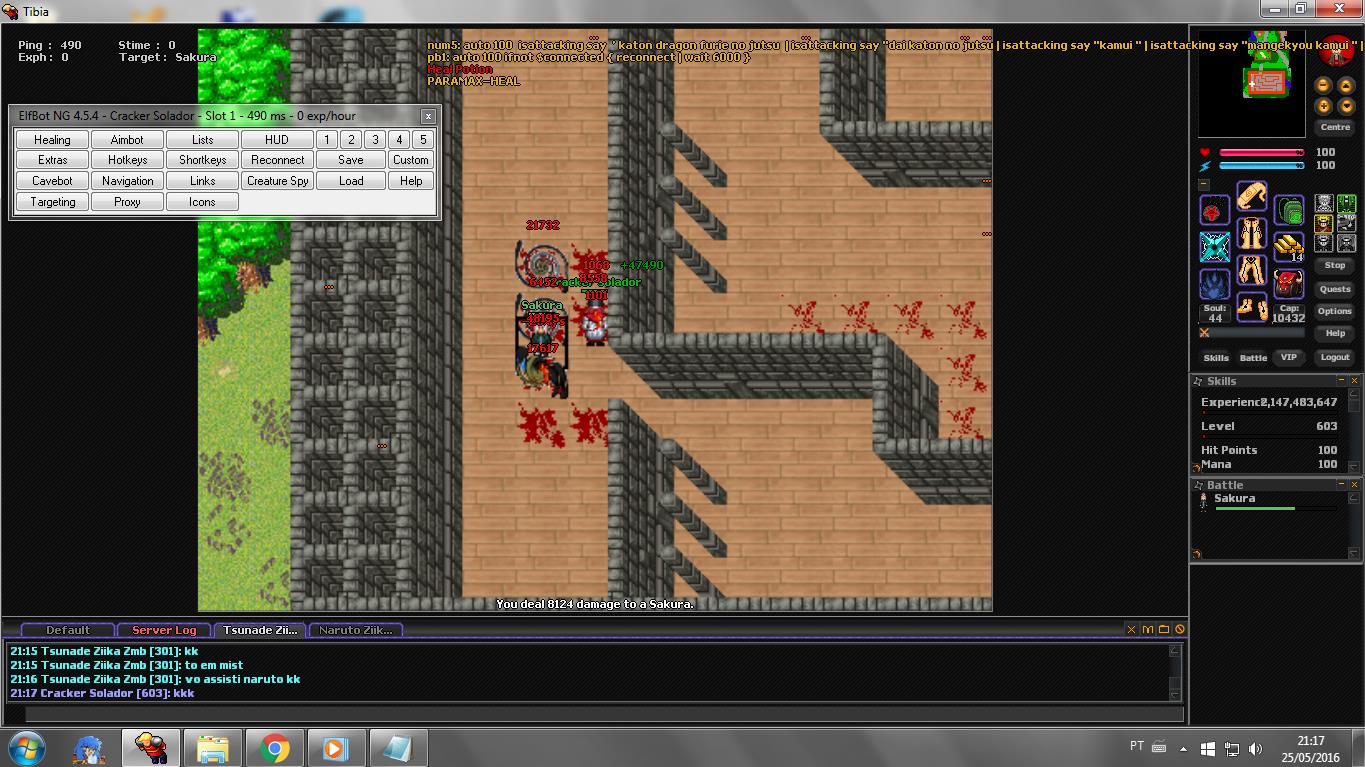 Tibia
Ping : 490 Stime : 0
Exph : 0 Target : Sakura
num5: auto 100 isattacking say "katon dragon furie no jutsu | isattacking say "dai katon no jutsu | isattacking say "kamui " | isattacking say "mangekyou kamui " |
pb1: auto 100 ifnot $connected { reconnect | wait 6000 }
Heal Potion
PARAMAX-HEAL
ElfBot NG 4.5.4 - Cracker Solador - Slot 1 - 490 ms - 0 exp/hour x
Healing Aimbot Lists HUD 1 2 3 4 5
Extras Hotkeys Shortkeys Reconnect Save Custom
Cavebot Navigation Links Creature Spy Load Help
Targeting Proxy Icons
21732
+47490
Solador
Sakura
1101
17617
You deal 8124 damage to a Sakura.
Centre
100
100
14
Soul:
44
Cap:
10432
Stop
Quests
Options
Help
Skills Battle VIP Logout
Skills
Experience 2,147,483,647
Level 603
Hit Points 100
Mana 100
Battle
Sakura
Default Server Log Tsunade Zii... Naruto Ziik...
21:15 Tsunade Ziika Zmb [301]: kk
21:15 Tsunade Ziika Zmb [301]: to em mist
21:16 Tsunade Ziika Zmb [301]: vo assisti naruto kk
21:17 Cracker Solador [603]: kkk
PT
21:17
25/05/2016